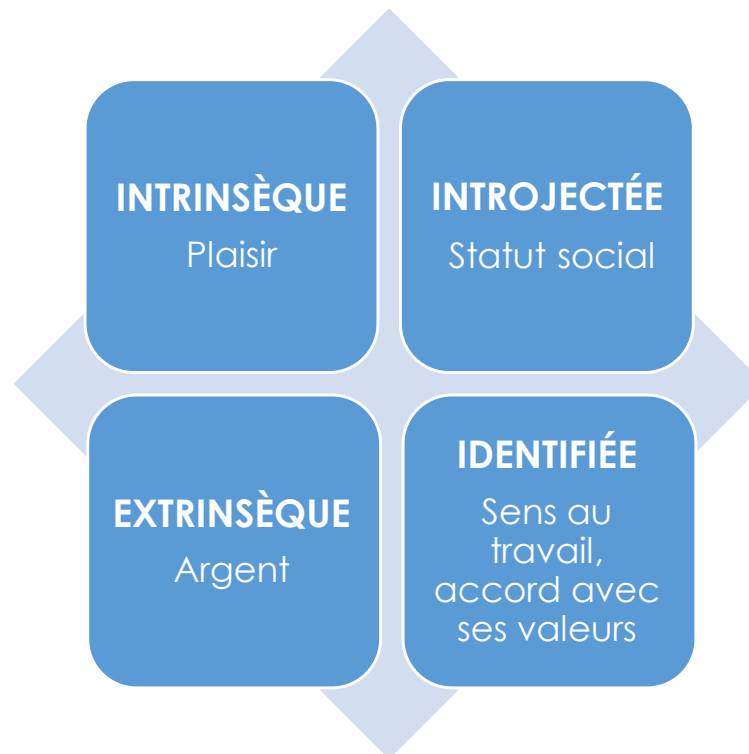 INTRINSÈQUE
Plaisir
INTROJECTÉE
Statut social
EXTRINSÈQUE
Argent
IDENTIFIÉE
Sens au
travail,
accord avec
ses valeurs